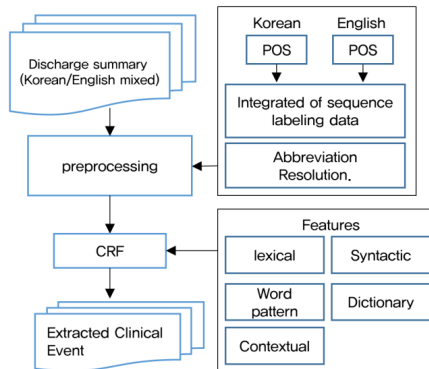 Discharge summary
(Korean/English mixed)
Korean English
POS POS
Integrated of sequence
labeling data
Abbreviation
Resolution.
preprocessing
CRF
Features
lexical Syntactic
Word
pattern
Dictionary
Contextual
Extracted Clinical
Event